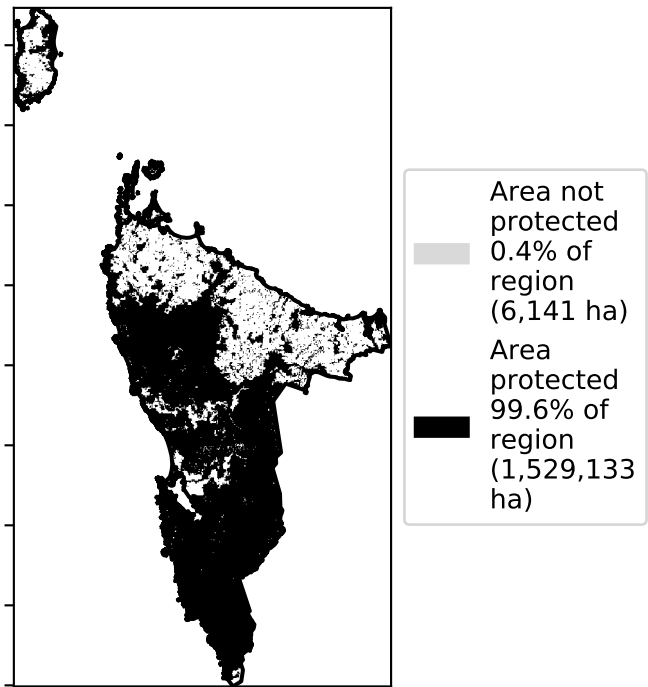 Area not
protected
0.4% of
region
(6,141 ha)
Area
protected
99.6% of
region
(1,529,133
ha)